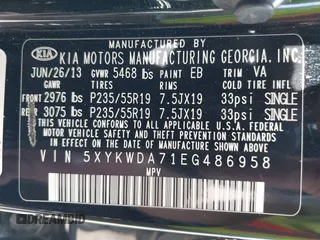 MANUFACTURED BY
KIA KIA MOTORS MANUFACTURING GEORGIA, INC.
JUN/26/13 GVWR 5468 lbs PAINT EB TRIM VA
GAWR TIRE RIM COLD TIRE INFL.
FRONT 2976 lbs P235/55R19 7.5JX19 33psi SINGLE
REAR 3075 lbs P235/55R19 7.5JX19 33psi SINGLE
THIS VEHICLE CONFORMS TO ALL APPLICABLE
FEDERAL MOTOR VEHICLE SAFETY AND THEFT
PREVENTION STANDARDS IN EFFECT ON THE
DATE OF MANUFACTURE SHOWN ABOVE.
VIN 5XYKWDA71EG486958
MPV
DREAMBID